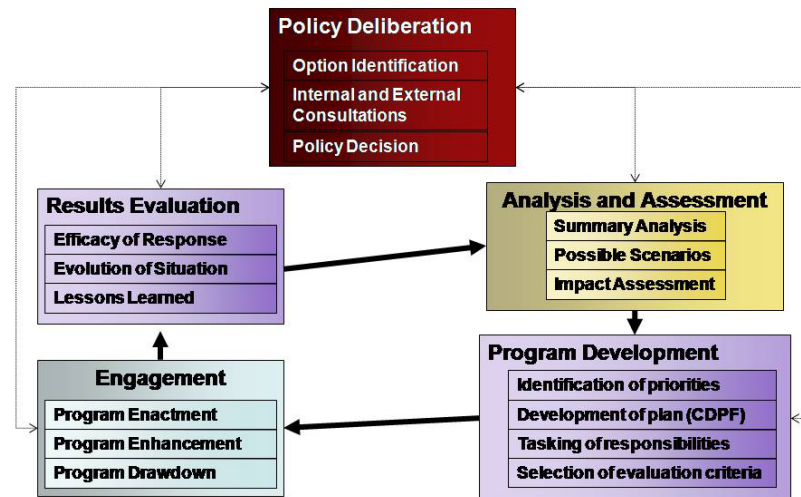 Policy Deliberation
Option Identification
Internal and External
Consultations
Policy Decision
Results Evaluation
Efficacy of Response
Evolution of Situation
Lessons Learned
Analysis and Assessment
Summary Analysis
Possible Scenarios
Impact Assessment
Engagement
Program Enactment
Program Enhancement
Program Drawdown
Program Development
Identification of priorities
Development of plan (CDPF)
Tasking of responsibilities
Selection of evaluation criteria